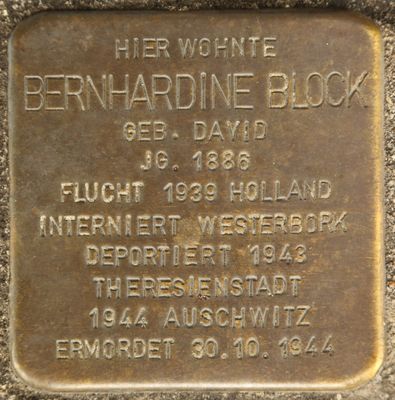 HIER WOHNTE
BERNHARDINE BLOCK
GEB. DAVID
JG. 1886
FLUCHT 1939 HOLLAND
INTERNIERT WESTERBORK
DEPORTIERT 1943
THERESIENSTADT
1944 AUSCHWITZ
ERMORDET 30.10.1944